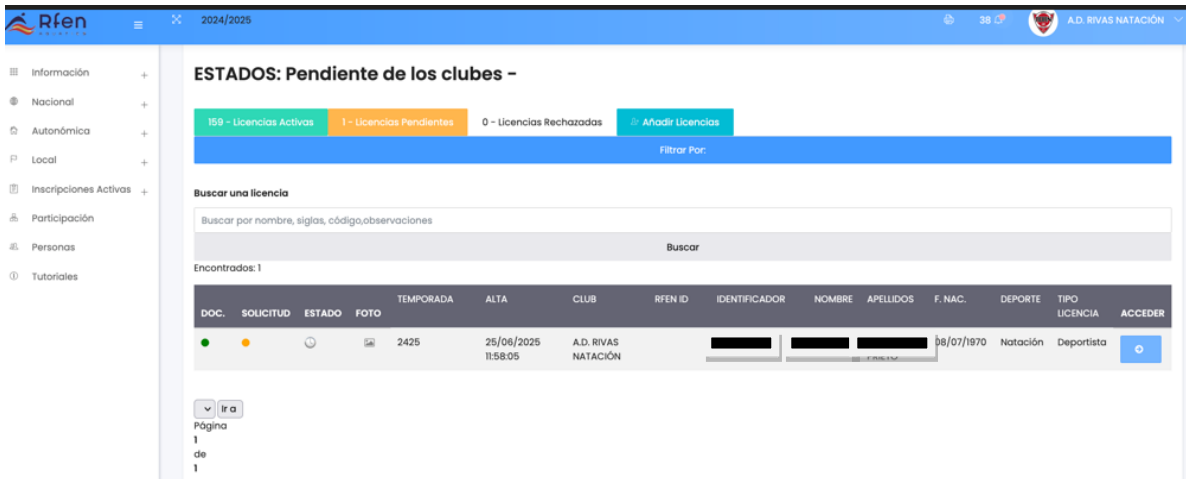 Rfen
2024/2025
38
A.D. RIVAS NATACIÓN
Información
Nacional
Autonómica
Local
Inscripciones Activas
Participación
Personas
Tutoriales
ESTADOS: Pendiente de los clubes -
159 - Licencias Activas
1 - Licencias Pendientes
0 - Licencias Rechazadas
Añadir Licencias
Filtrar Por:
Buscar una licencia
Buscar por nombre, siglas, código,observaciones
Buscar
Encontrados: 1
DOC. SOLICITUD ESTADO FOTO TEMPORADA ALTA CLUB RFEN ID IDENTIFICADOR NOMBRE APELLIDOS F. NAC. DEPORTE TIPO LICENCIA ACCEDER
2425 25/06/2025 11:58:05 A.D. RIVAS NATACIÓN 08/07/1970 Natación Deportista
Ir a
Página
1
de
1